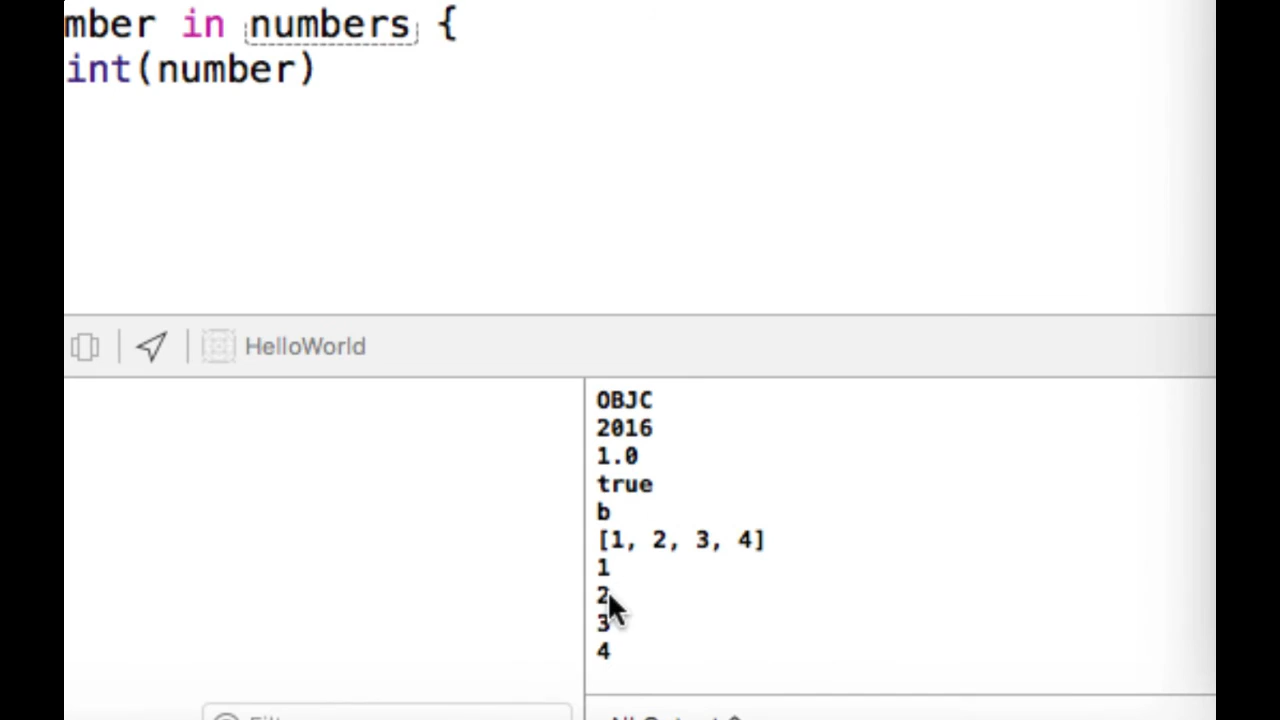 mber in numbers {
int(number)
HelloWorld
OBJC
2016
1.0
true
b
[1, 2, 3, 4]
1
2
3
4